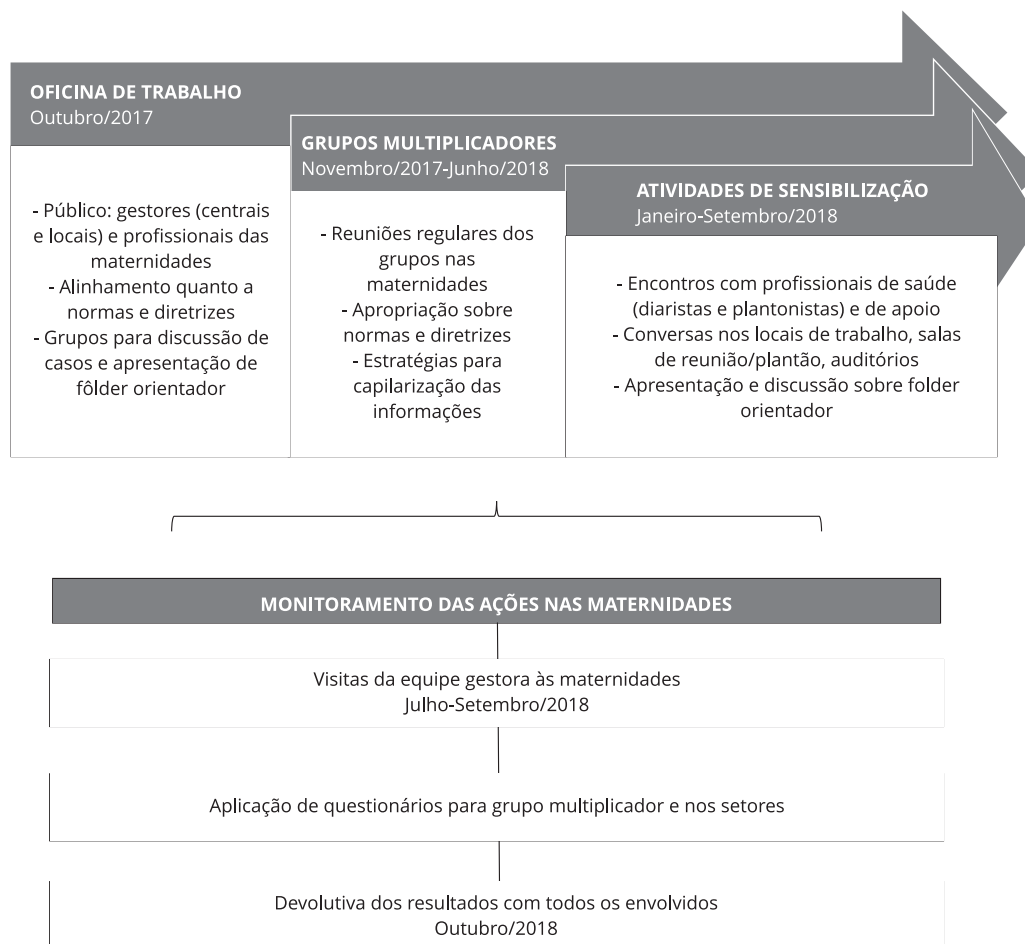 OFICINA DE TRABALHO
Outubro/2017
- Público: gestores (centrais
e locais) e profissionais das
maternidades
- Alinhamento quanto a
normas e diretrizes
- Grupos para discussão de
casos e apresentação de
fôlder orientador
GRUPOS MULTIPLICADORES
Novembro/2017-Junho/2018
- Reuniões regulares dos
grupos nas
maternidades
- Apropriação sobre
normas e diretrizes
- Estratégias para
capilarização das
informações
ATIVIDADES DE SENSIBILIZAÇÃO
Janeiro-Setembro/2018
- Encontros com profissionais de saúde
(diaristas e plantonistas) e de apoio
- Conversas nos locais de trabalho, salas
de reunião/plantão, auditórios
- Apresentação e discussão sobre folder
orientador
MONITORAMENTO DAS AÇÕES NAS MATERNIDADES
Visitas da equipe gestora às maternidades
Julho-Setembro/2018
Aplicação de questionários para grupo multiplicador e nos setores
Devolutiva dos resultados com todos os envolvidos
Outubro/2018